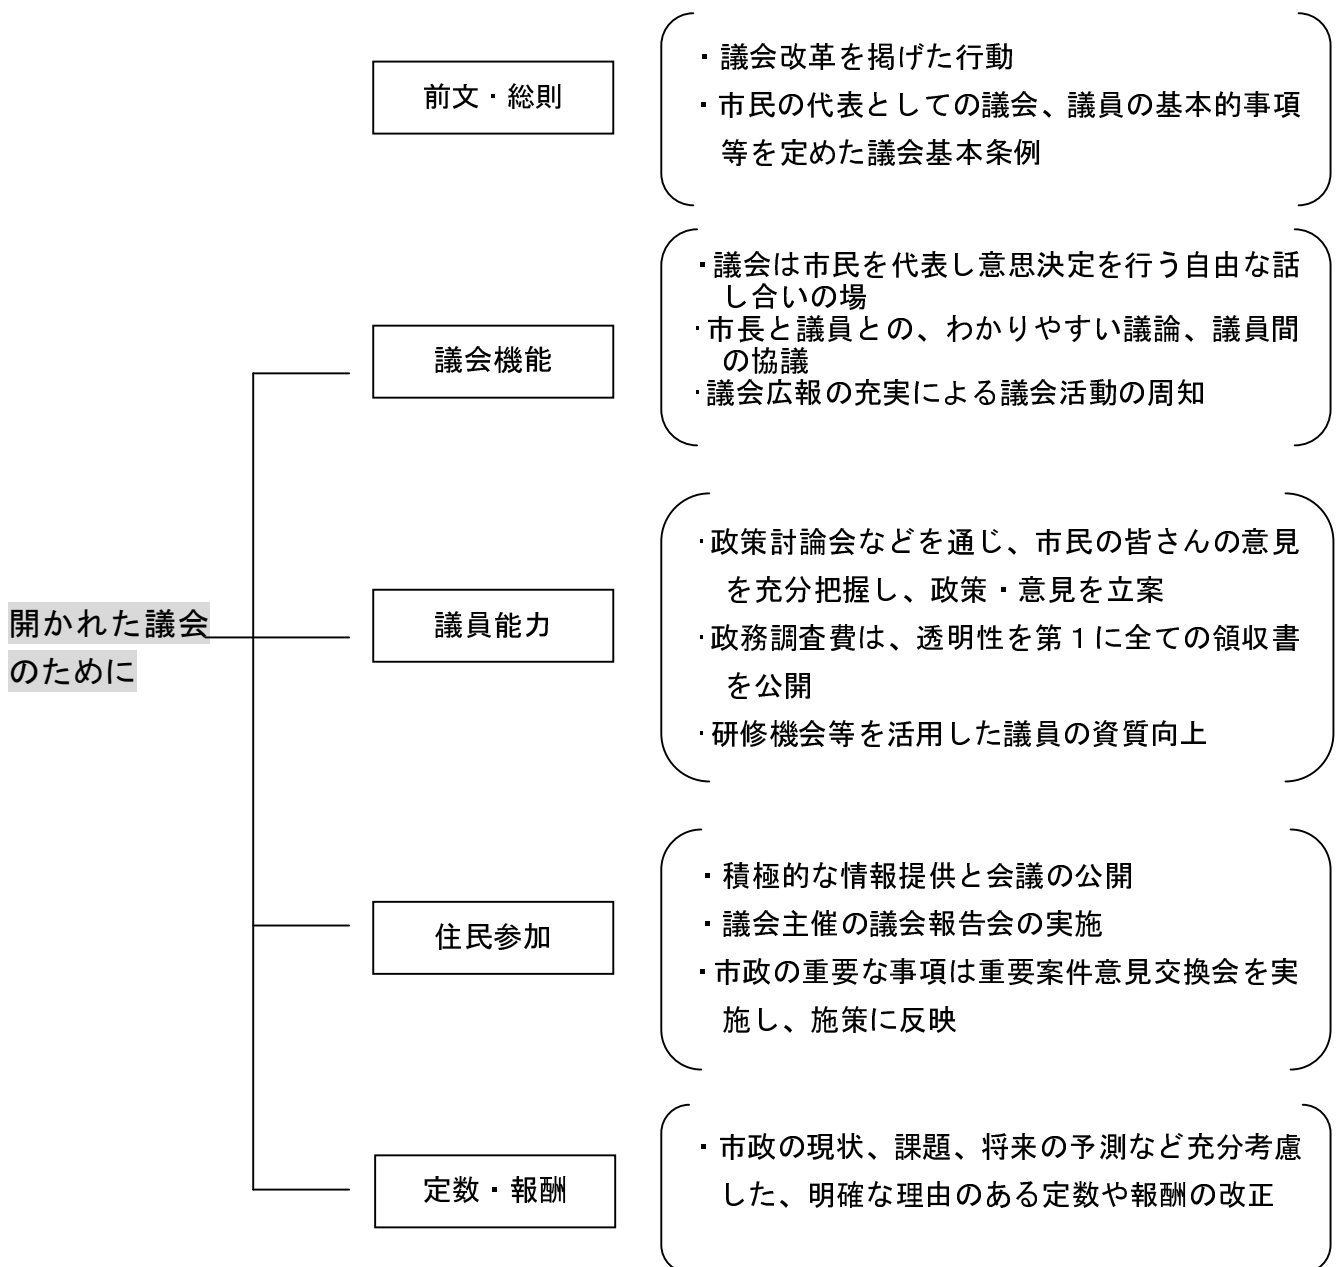 前文・総則
・議会改革を掲げた行動
・市民の代表としての議会、議員の基本的事項
等を定めた議会基本条例
議会機能
・議会は市民を代表し意思決定を行う自由な話
し合いの場
・市長と議員との、わかりやすい議論、議員間
の協議
・議会広報の充実による議会活動の周知
開かれた議会
のために
議員能力
・政策討論会などを通じ、市民の皆さんの意見
を充分把握し、政策・意見を立案
・政務調査費は、透明性を第１に全ての領収書
を公開
・研修機会等を活用した議員の資質向上
住民参加
・積極的な情報提供と会議の公開
・議会主催の議会報告会の実施
・市政の重要な事項は重要案件意見交換会を実
施し、施策に反映
定数・報酬
・市政の現状、課題、将来の予測など充分考慮
した、明確な理由のある定数や報酬の改正